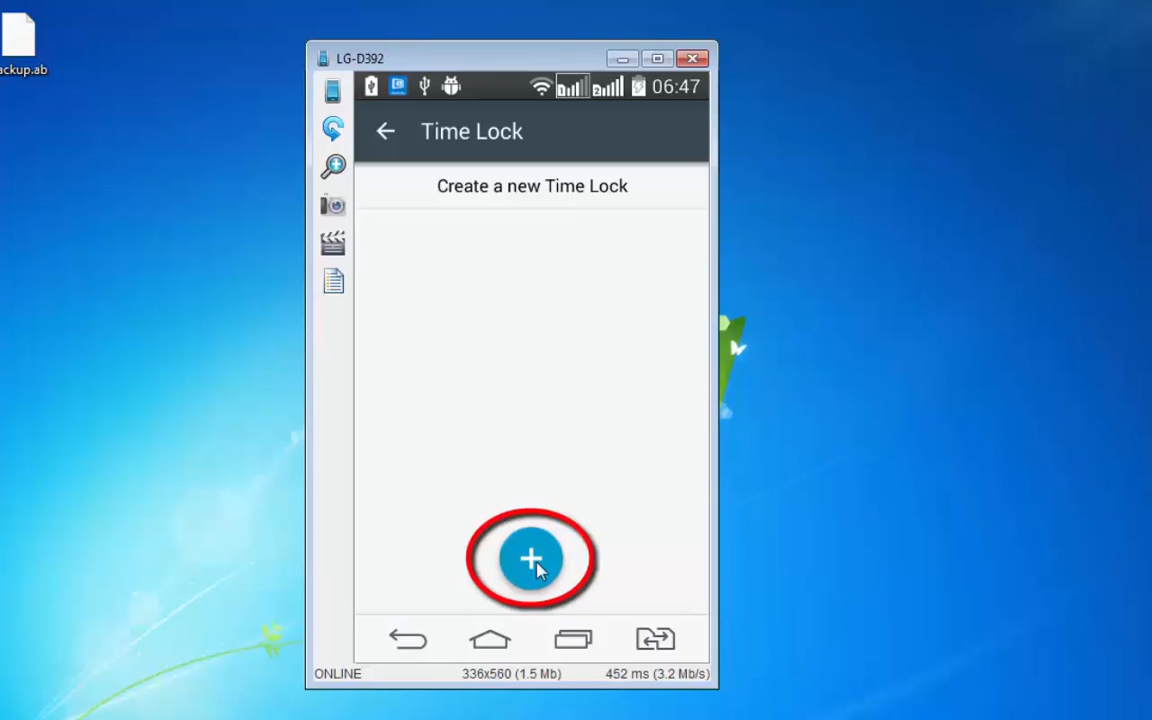 ackup.ab
LG-D392
06:47
Time Lock
Create a new Time Lock
ONLINE
336x560 (1.5 Mb)
452 ms (3.2 Mb/s)